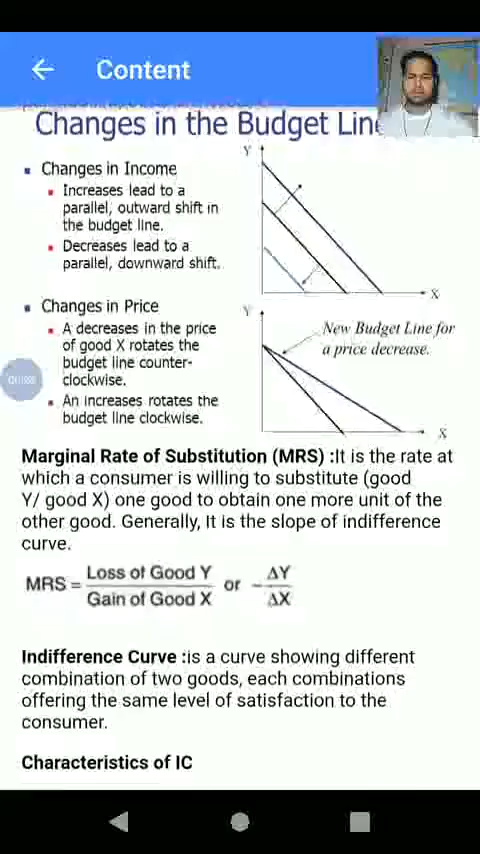 Content
Changes in the Budget Line
Changes in Income
Increases lead to a
parallel, outward shift in
the budget line.
Decreases lead to a
parallel, downward shift.
Y
X
Changes in Price
A decreases in the price
of good X rotates the
budget line counter-
clockwise.
An increases rotates the
budget line clockwise.
Y
New Budget Line for
a price decrease.
X
Marginal Rate of Substitution (MRS) :It is the rate at
which a consumer is willing to substitute (good
Y/ good X) one good to obtain one more unit of the
other good. Generally, It is the slope of indifference
curve.
MRS = Loss of Good Y / Gain of Good X or - ΔY / ΔX
Indifference Curve :is a curve showing different
combination of two goods, each combinations
offering the same level of satisfaction to the
consumer.
Characteristics of IC